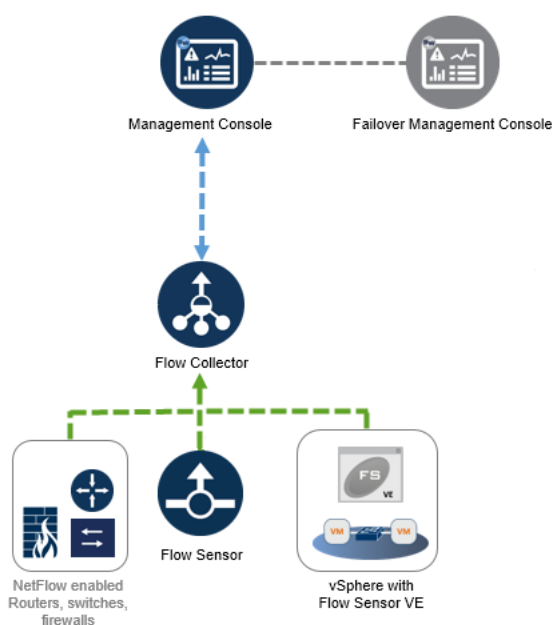 Management Console
Failover Management Console
Flow Collector
FS
VE
VM
VM
Flow Sensor
NetFlow enabled
Routers, switches,
firewalls
vSphere with
Flow Sensor VE